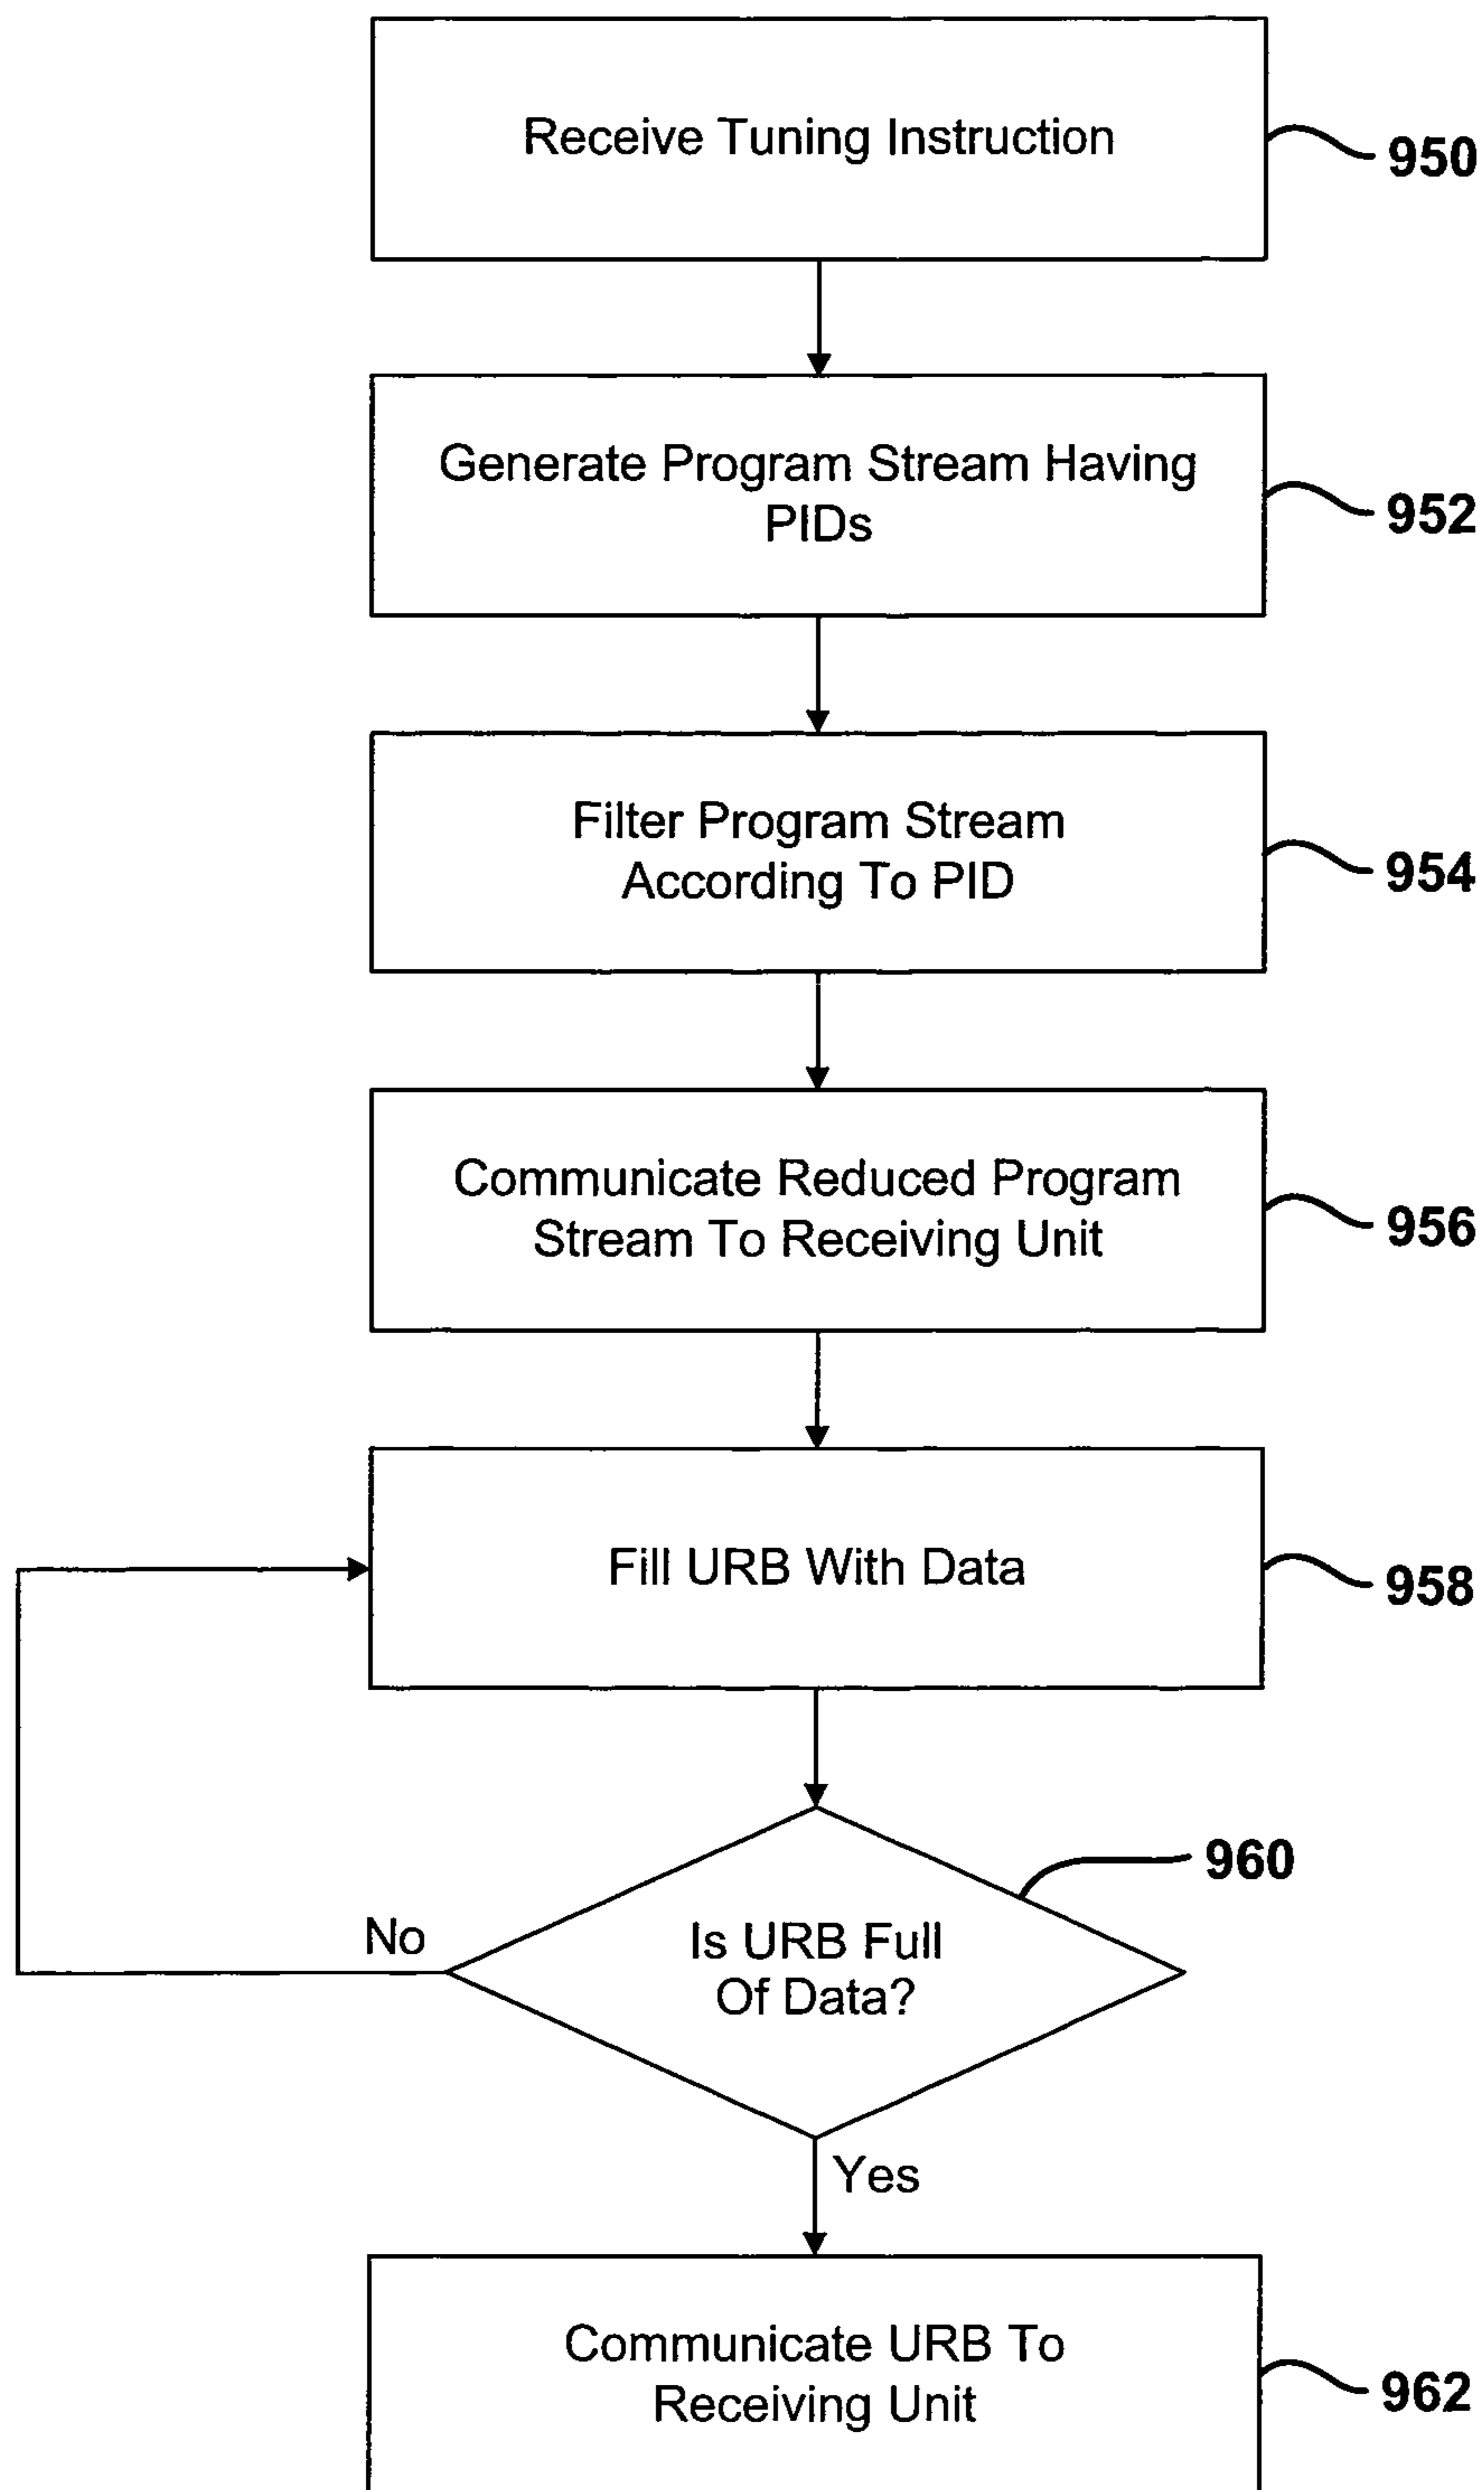 Receive Tuning Instruction
950
Generate Program Stream Having
PIDs
952
Filter Program Stream
According To PID
954
Communicate Reduced Program
Stream To Receiving Unit
956
Fill URB With Data
958
960
No
Is URB Full
Of Data?
Yes
Communicate URB To
Receiving Unit
962